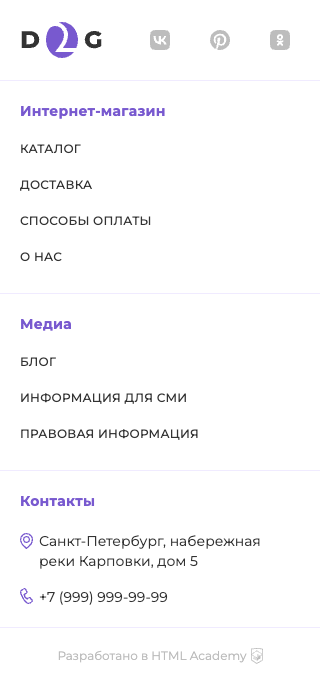 D2G
Интернет-магазин
КАТАЛОГ
ДОСТАВКА
СПОСОБЫ ОПЛАТЫ
О НАС
Медиа
БЛОГ
ИНФОРМАЦИЯ ДЛЯ СМИ
ПРАВОВАЯ ИНФОРМАЦИЯ
Контакты
Санкт-Петербург, набережная
реки Карповки, дом 5
+7 (999) 999-99-99
Разработано в HTML Academy